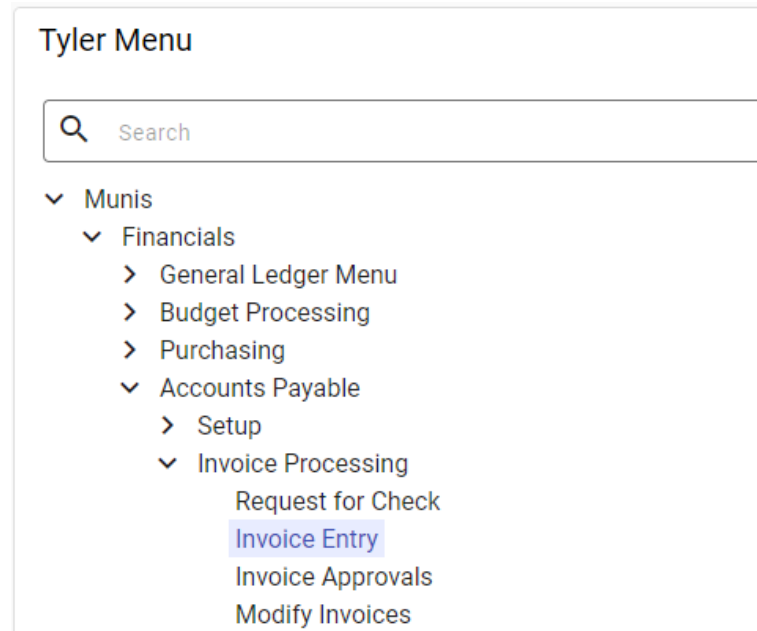 Tyler Menu
Search
Munis
Financials
General Ledger Menu
Budget Processing
Purchasing
Accounts Payable
Setup
Invoice Processing
Request for Check
Invoice Entry
Invoice Approvals
Modify Invoices